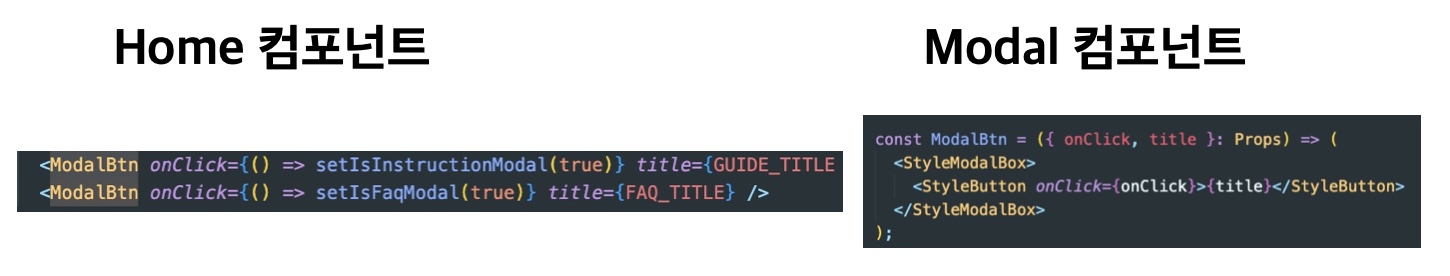 Home 컴포넌트
<ModalBtn onClick={() => setIsInstructionModal(true)} title={GUIDE_TITLE
<ModalBtn onClick={() => setIsFaqModal(true)} title={FAQ_TITLE} />
Modal 컴포넌트
const ModalBtn = ({ onClick, title }: Props) => (
<StyleModalBox>
<StyleButton onClick={onClick}>{title}</StyleButton>
</StyleModalBox>
);